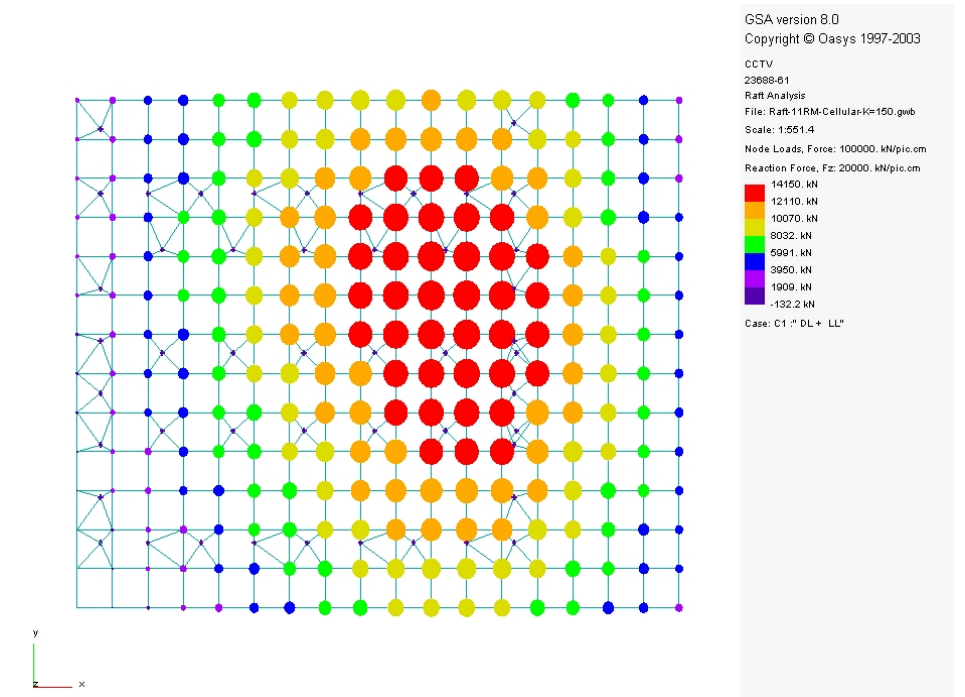 GSA version 8.0
Copyright © Oasys 1997-2003
CCTV
23688-61
Raft Analysis
File: Raft-11RM-Cellular-K=150.gwb
Scale: 1:551.4
Node Loads, Force: 100000. kN/pic.cm
Reaction Force, Fz: 20000. kN/pic.cm
14150. kN
12110. kN
10070. kN
8032. kN
5991. kN
3950. kN
1909. kN
-132.2 kN
Case: C1 :" DL + LL"
y
z x